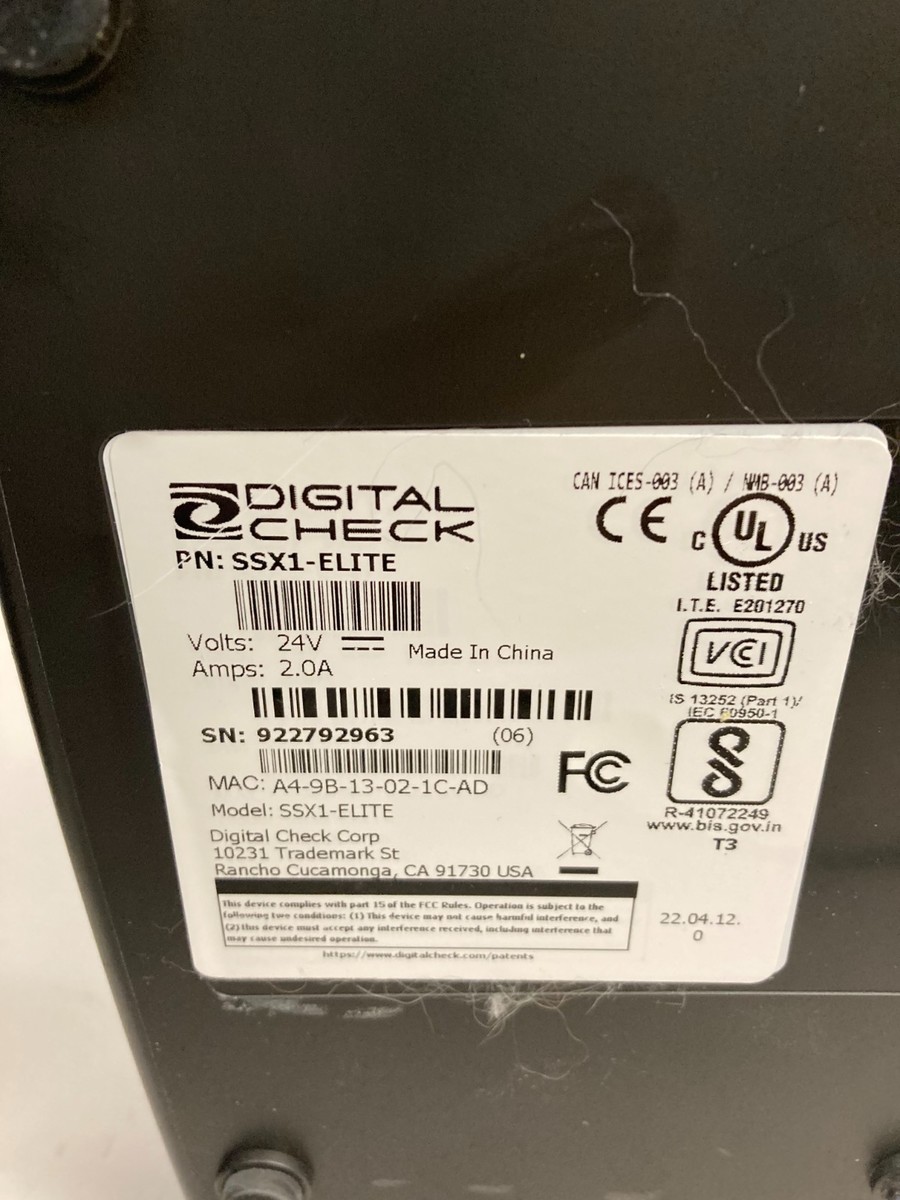 DIGITAL
CHECK
PN: SSX1-ELITE
Volts: 24V
Amps: 2.0A
Made In China
SN: 922792963 (06)
MAC: A4-9B-13-02-1C-AD
Model: SSX1-ELITE
Digital Check Corp
10231 Trademark St
Rancho Cucamonga, CA 91730 USA
This device complies with part 15 of the FCC Rules. Operation is subject to the
following two conditions: (1) This device may not cause harmful interference, and
(2) this device must accept any interference received, including interference that
may cause undesired operation.
https://www.digitalcheck.com/patents
CAN ICES-003 (A) / NMB-003 (A)
CE
C UL US
LISTED
I.T.E. E201270
VCCI
IS 13252 (Part 1)/
IEC 60950-1
R-41072249
www.bis.gov.in
T3
FC
22.04.12.
0